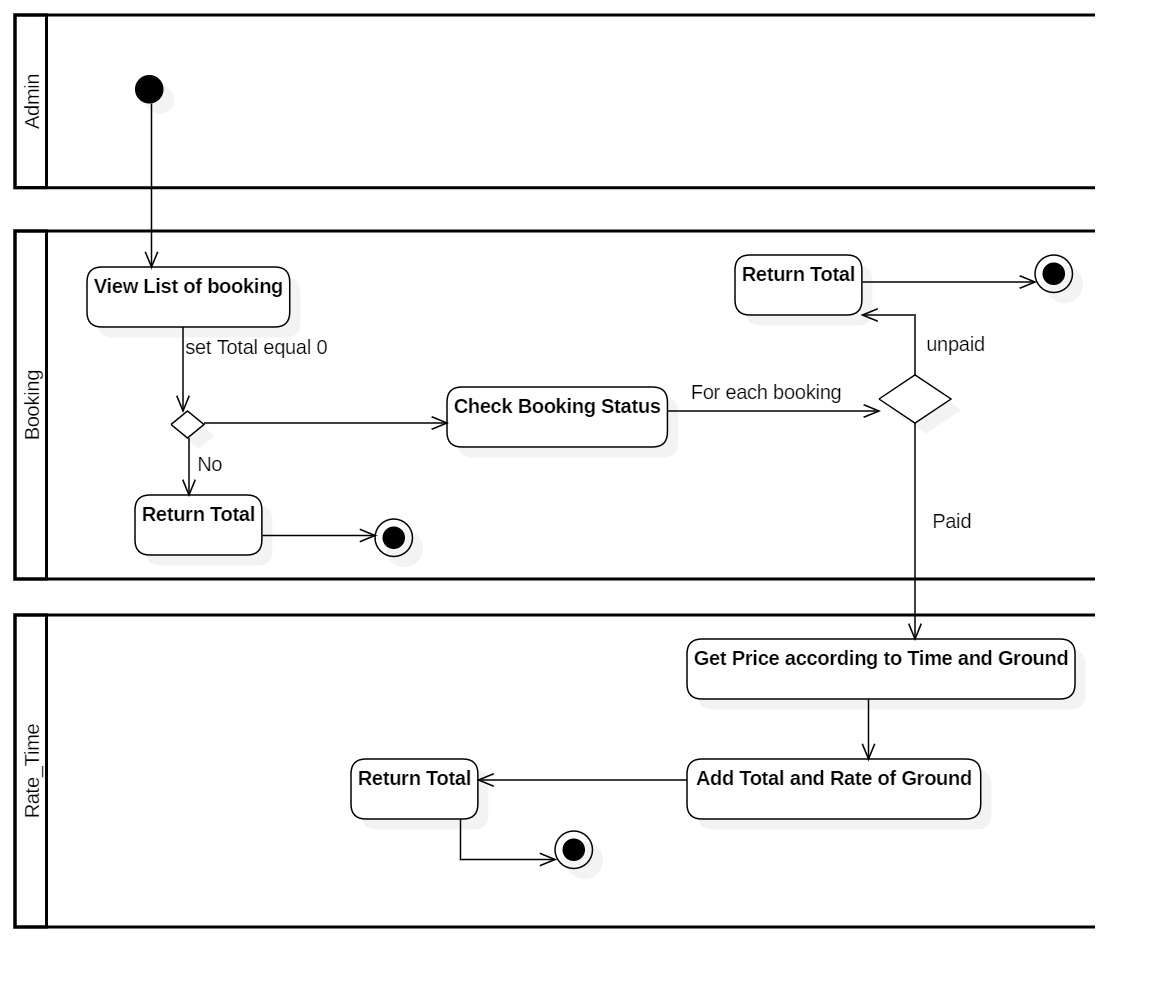 Admin
Booking
View List of booking
set Total equal 0
No
Return Total
Check Booking Status
For each booking
Return Total
unpaid
Paid
Rate_Time
Get Price according to Time and Ground
Add Total and Rate of Ground
Return Total